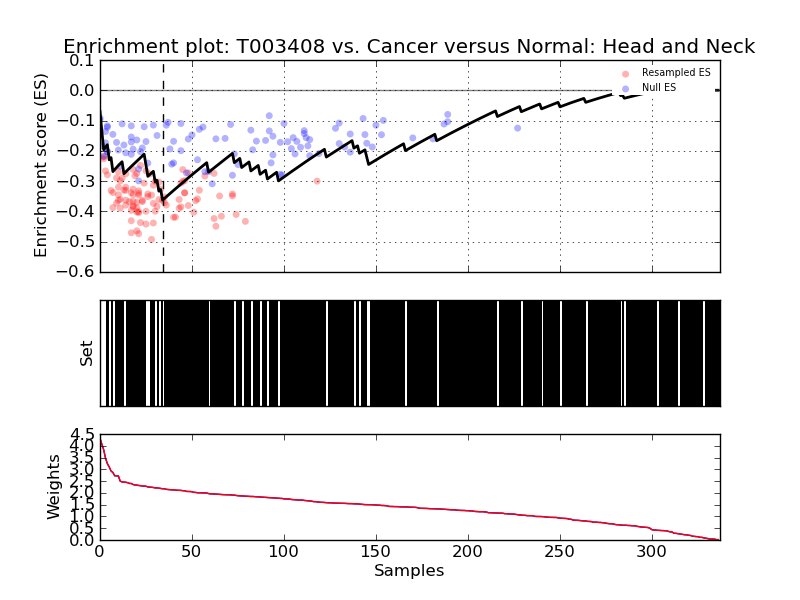 Enrichment plot: T003408 vs. Cancer versus Normal: Head and Neck
Enrichment score (ES)
0.1
0.0
−0.1
−0.2
−0.3
−0.4
−0.5
−0.6
Resampled ES
Null ES
Set
Weights
4.5
4.0
3.5
3.0
2.5
2.0
1.5
1.0
0.5
0.0
0 50 100 150 200 250 300
Samples